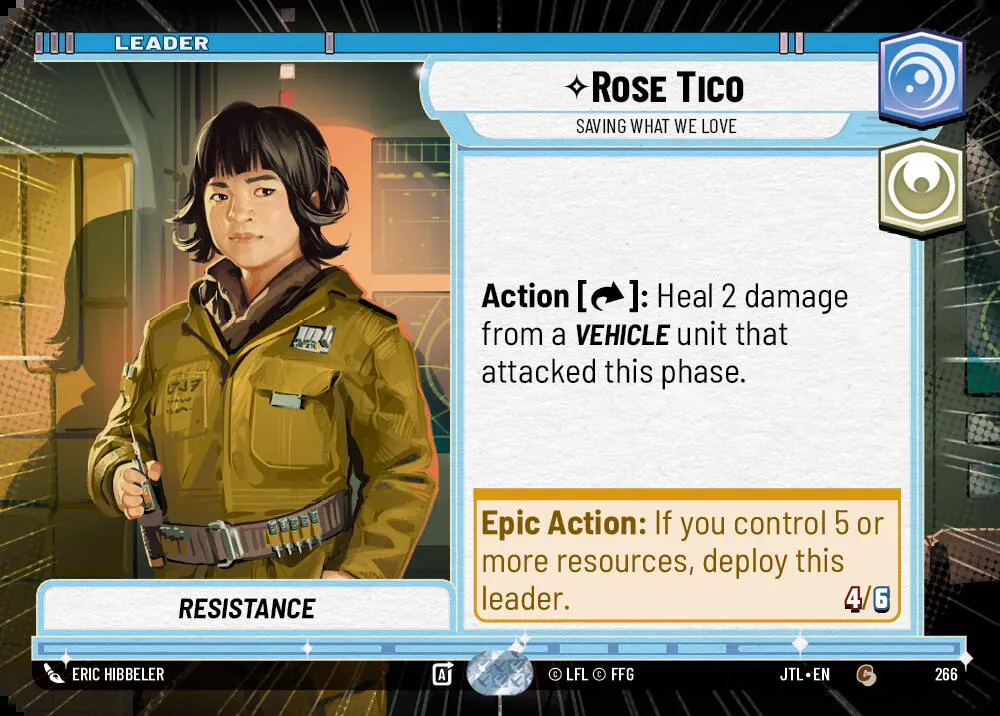 LEADER
ROSE TICO
SAVING WHAT WE LOVE
Action [ ]: Heal 2 damage
from a VEHICLE unit that
attacked this phase.
Epic Action: If you control 5 or
more resources, deploy this
leader.
4/6
RESISTANCE
ERIC HIBBELER
A
© LFL © FFG
JTL•EN
C
266